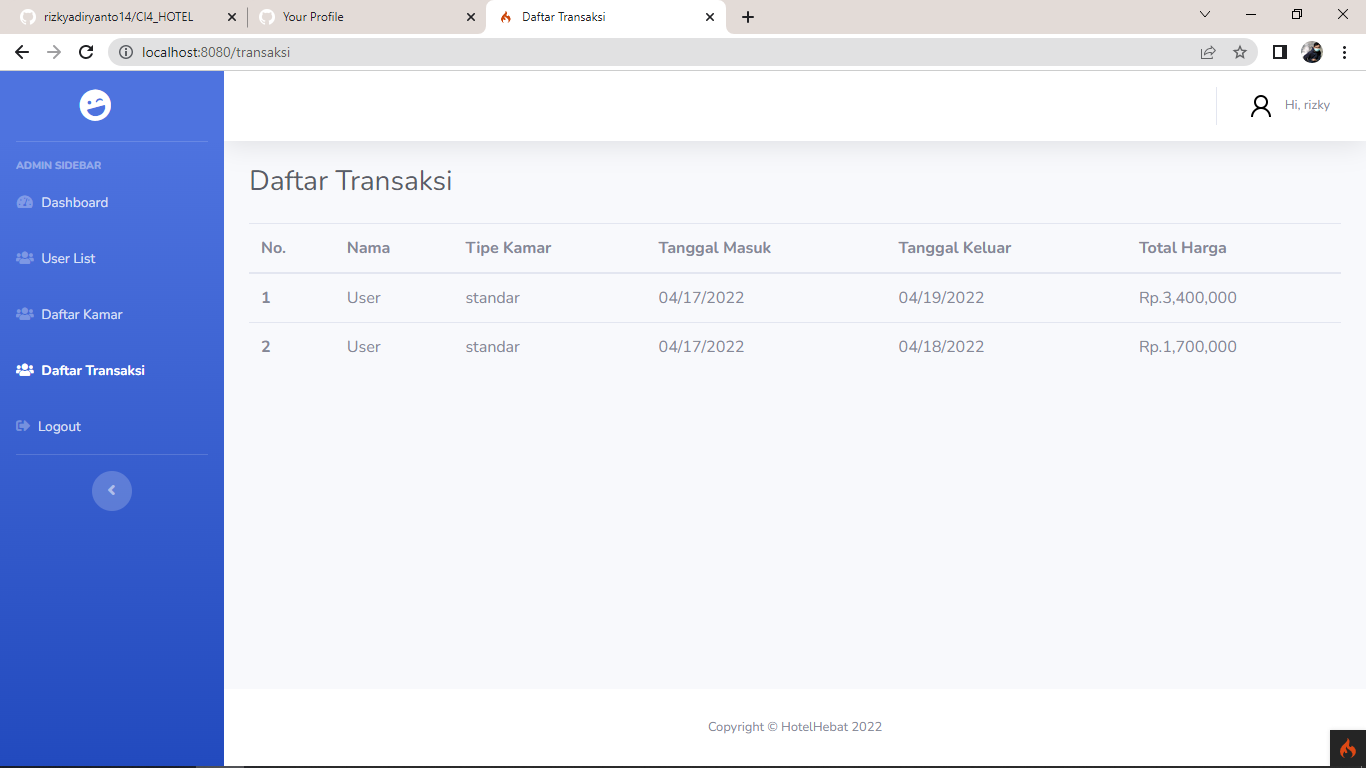 rizkyadiryanto14/CI4_HOTEL
Your Profile
Daftar Transaksi
localhost:8080/transaksi
Hi, rizky
ADMIN SIDEBAR
Dashboard
User List
Daftar Kamar
Daftar Transaksi
Logout
Daftar Transaksi
No. Nama Tipe Kamar Tanggal Masuk Tanggal Keluar Total Harga
1 User standar 04/17/2022 04/19/2022 Rp.3,400,000
2 User standar 04/17/2022 04/18/2022 Rp.1,700,000
Copyright © HotelHebat 2022